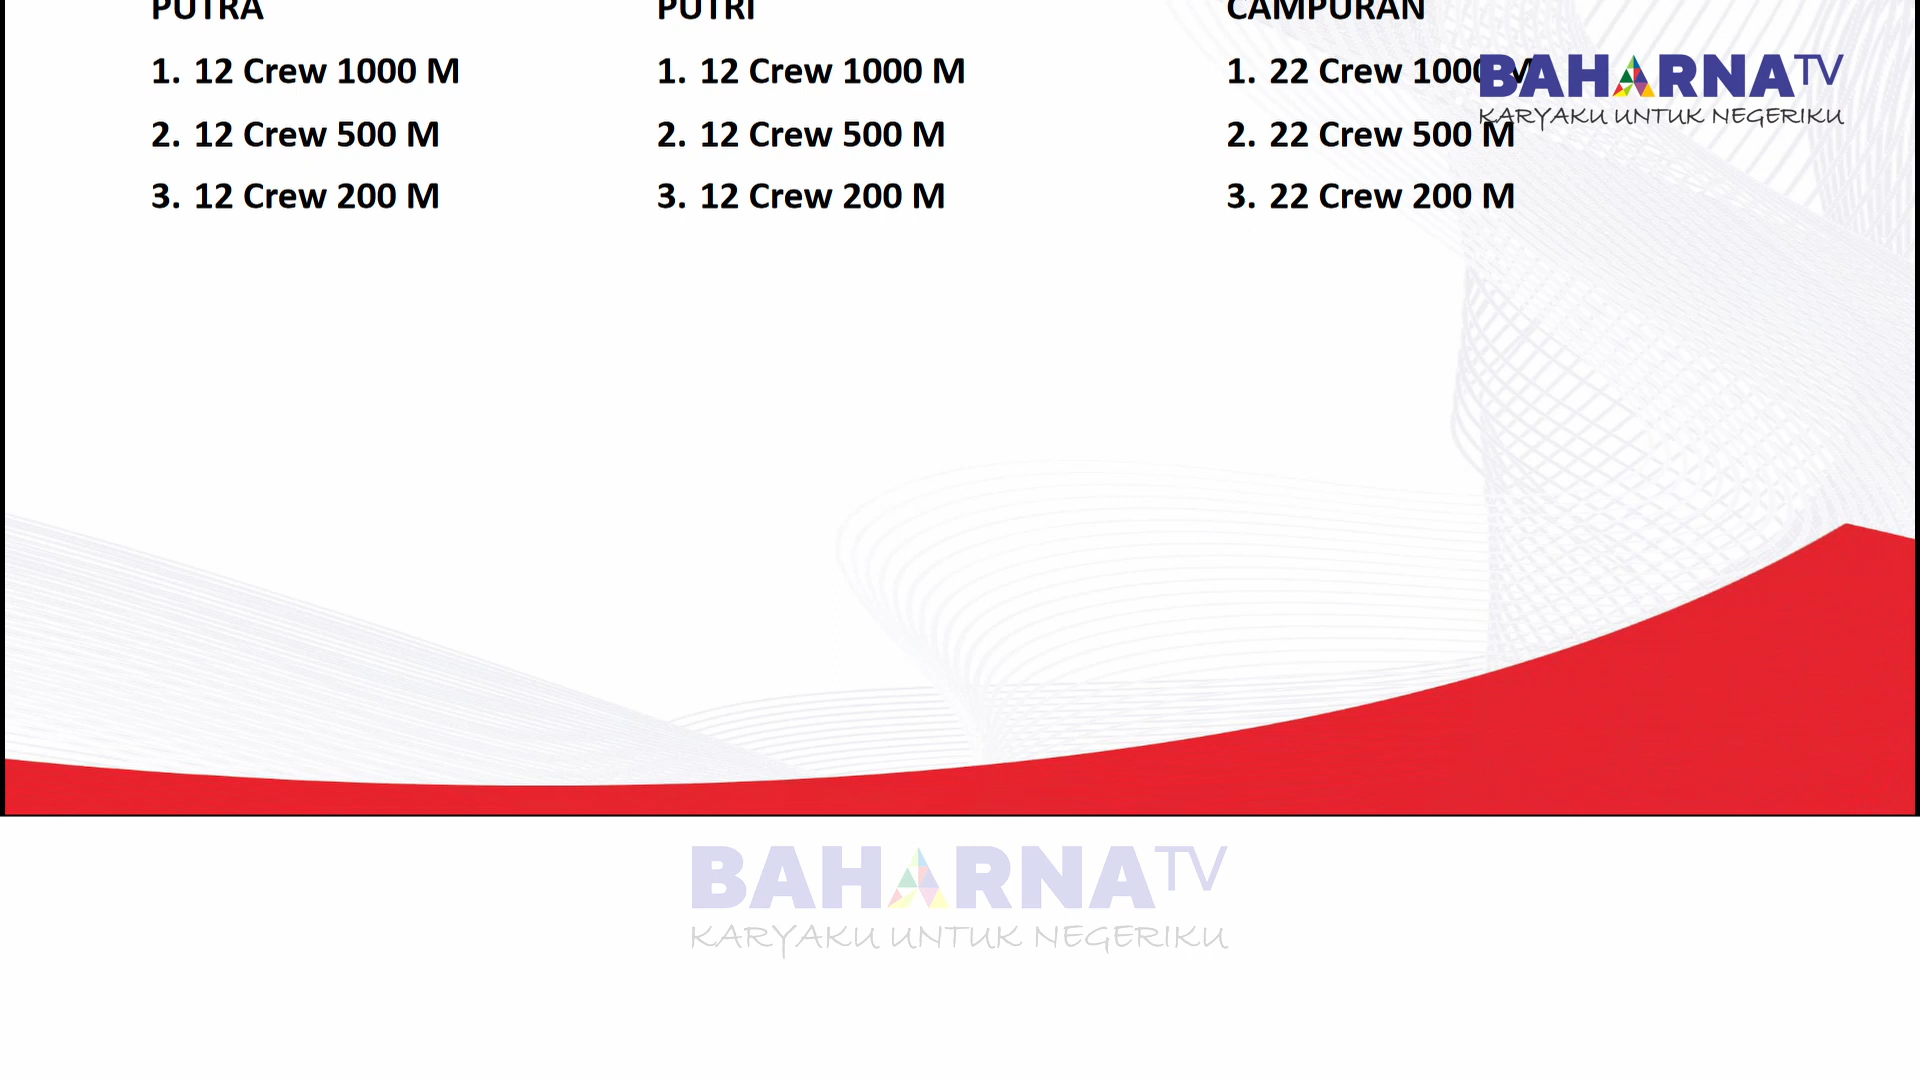 PUTRA
1. 12 Crew 1000 M
2. 12 Crew 500 M
3. 12 Crew 200 M
PUTRI
1. 12 Crew 1000 M
2. 12 Crew 500 M
3. 12 Crew 200 M
CAMPURAN
1. 22 Crew 1000 M
2. 22 Crew 500 M
3. 22 Crew 200 M
BAHARNATV
KARYAKU UNTUK NEGERIKU
BAHARNATV
KARYAKU UNTUK NEGERIKU